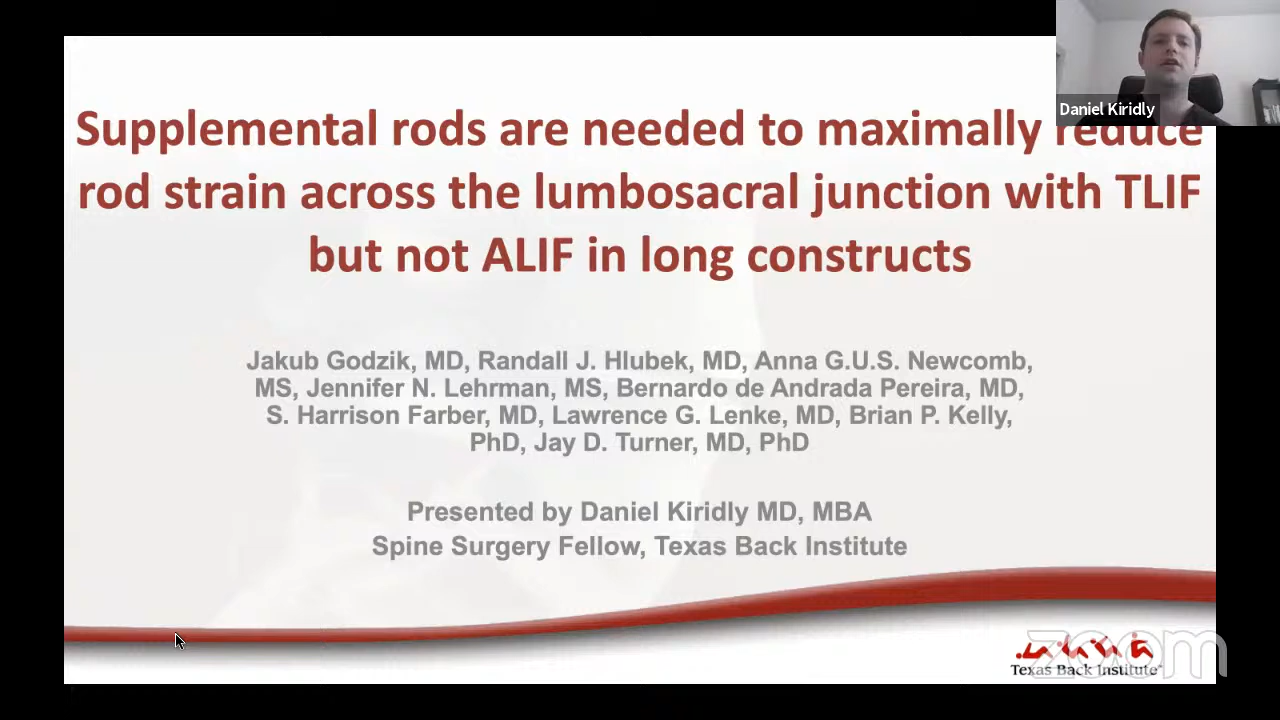 Supplemental rods are needed to maximally reduce
rod strain across the lumbosacral junction with TLIF
but not ALIF in long constructs
Daniel Kiridly
Jakub Godzik, MD, Randall J. Hlubek, MD, Anna G.U.S. Newcomb,
MS, Jennifer N. Lehrman, MS, Bernardo de Andrada Pereira, MD,
S. Harrison Farber, MD, Lawrence G. Lenke, MD, Brian P. Kelly,
PhD, Jay D. Turner, MD, PhD
Presented by Daniel Kiridly MD, MBA
Spine Surgery Fellow, Texas Back Institute
Texas Back Institute
zoom